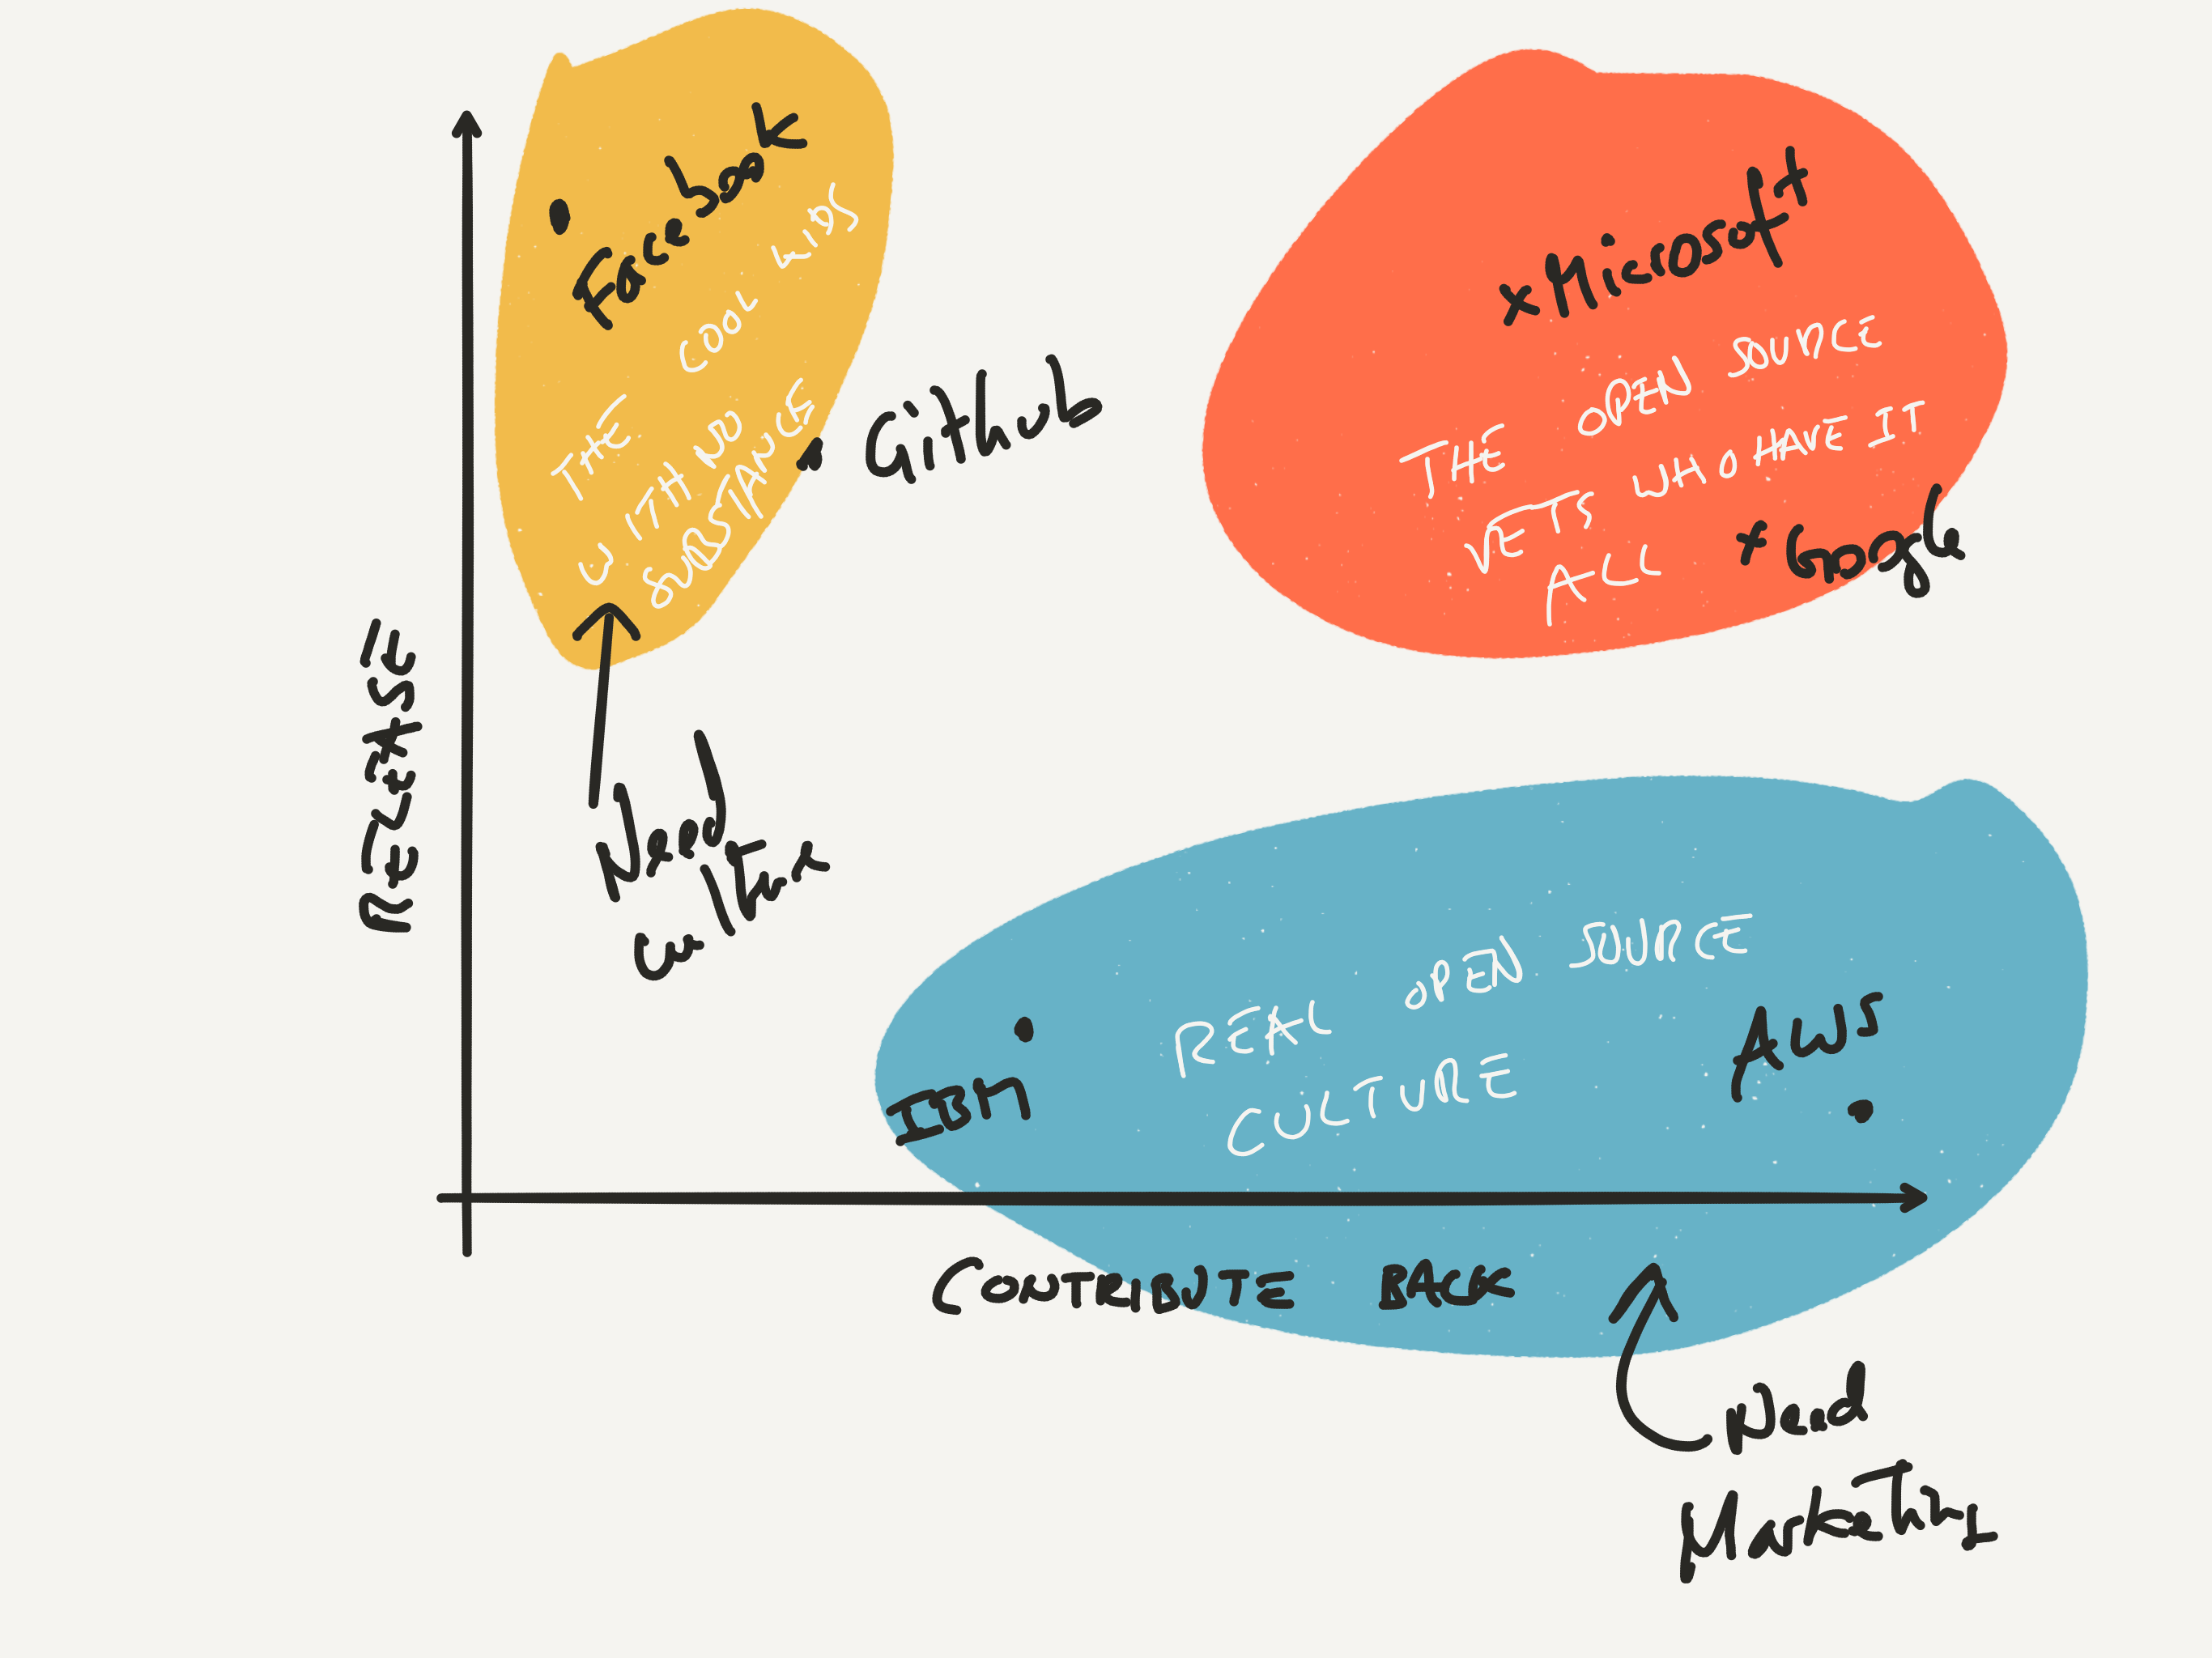 Facebook
THE COOL KIDS
WITH NO
SUBSTANCE
Github
Need
culture
xMicrosoft
THE OPEN SOURCE
VETS WHO HAVE IT
ALL
x Google
RELEASE
REAL OPEN SOURCE
CULTURE
IBM
AWS
CONTRIBUTE BACK
Need
Marketing